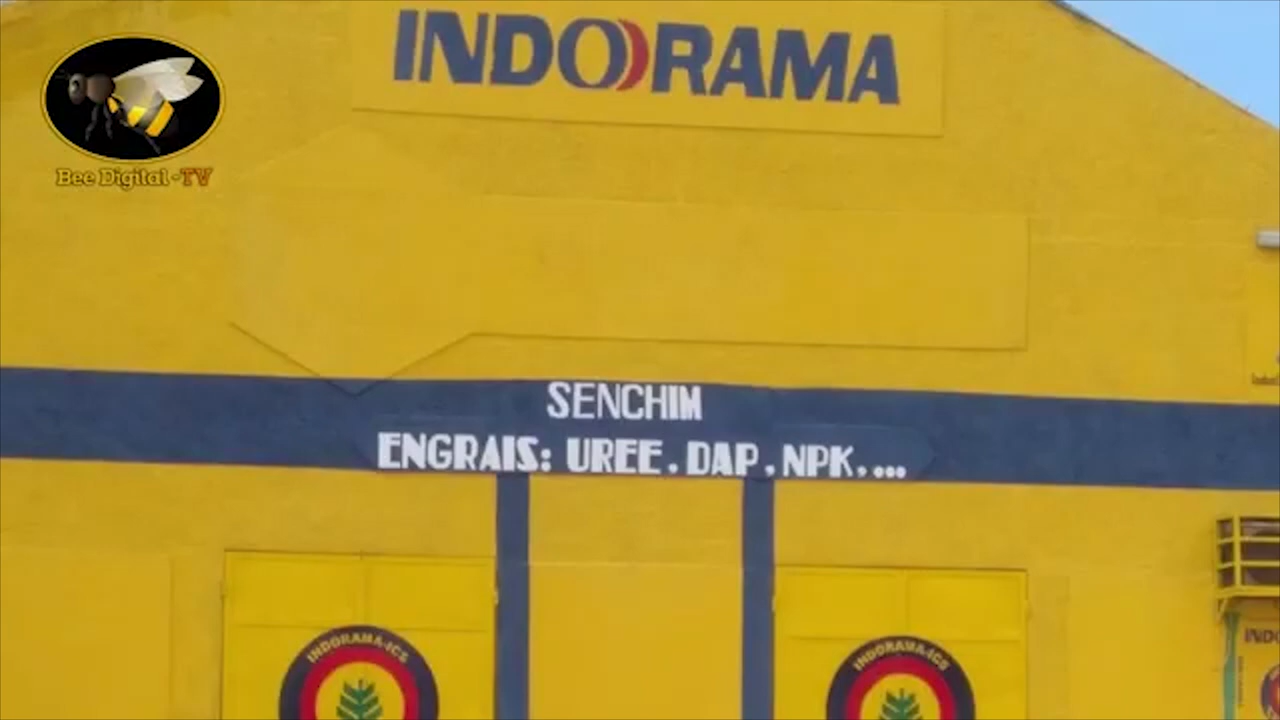 INDORAMA
Bee Digital -TV
SENCHIM
ENGRAIS: UREE, DAP, NPK, ...
INDORAMA-ICS
INDORAMA-ICS